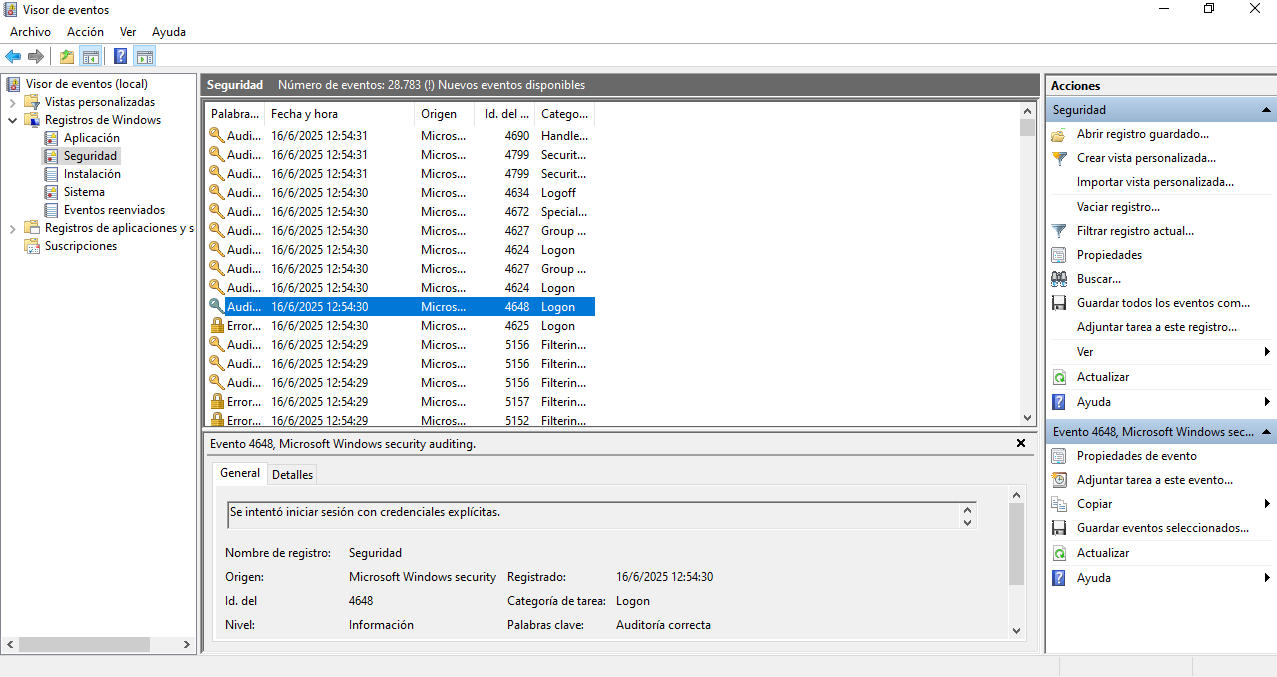 Visor de eventos
Archivo Acción Ver Ayuda
Visor de eventos (local)
Vistas personalizadas
Registros de Windows
Aplicación
Seguridad
Instalación
Sistema
Eventos reenviados
Registros de aplicaciones y s
Suscripciones
Seguridad Número de eventos: 28.783 (!) Nuevos eventos disponibles
Palabra... Fecha y hora Origen Id. del ... Catego...
Audi... 16/6/2025 12:54:31 Micros... 4690 Handle...
Audi... 16/6/2025 12:54:31 Micros... 4799 Securit...
Audi... 16/6/2025 12:54:31 Micros... 4799 Securit...
Audi... 16/6/2025 12:54:30 Micros... 4634 Logoff
Audi... 16/6/2025 12:54:30 Micros... 4672 Special...
Audi... 16/6/2025 12:54:30 Micros... 4627 Group ...
Audi... 16/6/2025 12:54:30 Micros... 4624 Logon
Audi... 16/6/2025 12:54:30 Micros... 4627 Group ...
Audi... 16/6/2025 12:54:30 Micros... 4624 Logon
Audi... 16/6/2025 12:54:30 Micros... 4648 Logon
Error... 16/6/2025 12:54:30 Micros... 4625 Logon
Audi... 16/6/2025 12:54:29 Micros... 5156 Filterin...
Audi... 16/6/2025 12:54:29 Micros... 5156 Filterin...
Audi... 16/6/2025 12:54:29 Micros... 5156 Filterin...
Error... 16/6/2025 12:54:29 Micros... 5157 Filterin...
Error... 16/6/2025 12:54:29 Micros... 5152 Filterin...
Evento 4648, Microsoft Windows security auditing.
General Detalles
Se intentó iniciar sesión con credenciales explícitas.
Nombre de registro: Seguridad
Origen: Microsoft Windows security Registrado: 16/6/2025 12:54:30
Id. del 4648 Categoría de tarea: Logon
Nivel: Información Palabras clave: Auditoría correcta
Acciones
Seguridad
Abrir registro guardado...
Crear vista personalizada...
Importar vista personalizada...
Vaciar registro...
Filtrar registro actual...
Propiedades
Buscar...
Guardar todos los eventos com...
Adjuntar tarea a este registro...
Ver
Actualizar
Ayuda
Evento 4648, Microsoft Windows sec...
Propiedades de evento
Adjuntar tarea a este evento...
Copiar
Guardar eventos seleccionados...
Actualizar
Ayuda